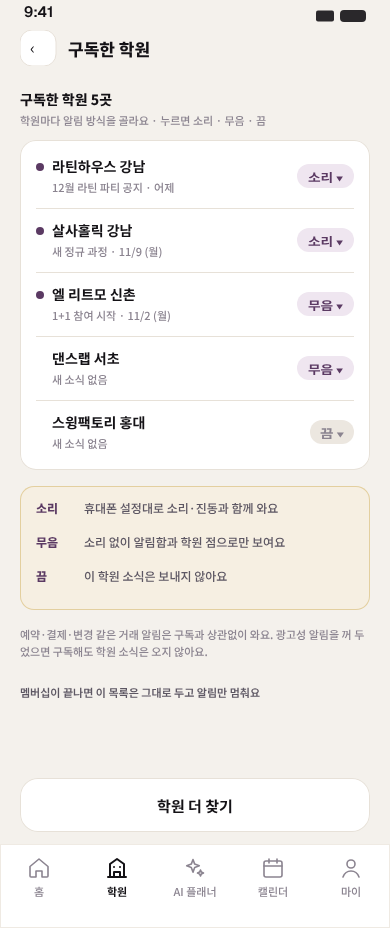 9:41
‹ 구독한 학원
구독한 학원 5곳
학원마다 알림 방식을 골라요 · 누르면 소리 · 무음 · 끔
라틴하우스 강남
12월 라틴 파티 공지 · 어제
소리 ▾
살사홀릭 강남
새 정규 과정 · 11/9 (월)
소리 ▾
엘 리트모 신촌
1+1 참여 시작 · 11/2 (월)
무음 ▾
댄스랩 서초
새 소식 없음
무음 ▾
스윙팩토리 홍대
새 소식 없음
끔 ▾
소리 휴대폰 설정대로 소리·진동과 함께 와요
무음 소리 없이 알림함과 학원 점으로만 보여요
끔 이 학원 소식은 보내지 않아요
예약·결제·변경 같은 거래 알림은 구독과 상관없이 와요. 광고성 알림을 꺼 두
었으면 구독해도 학원 소식은 오지 않아요.
멤버십이 끝나면 이 목록은 그대로 두고 알림만 멈춰요
학원 더 찾기
홈 학원 AI 플래너 캘린더 마이